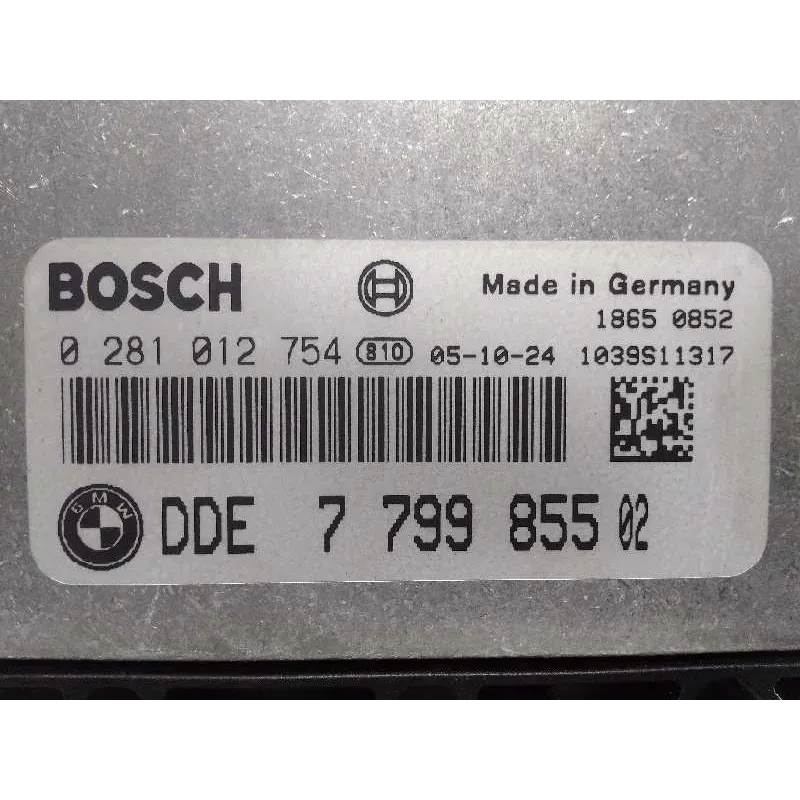 BOSCH
Made in Germany
1865 0852
0 281 012 754 810 05-10-24 1039S11317
BMW DDE 7 799 855 02